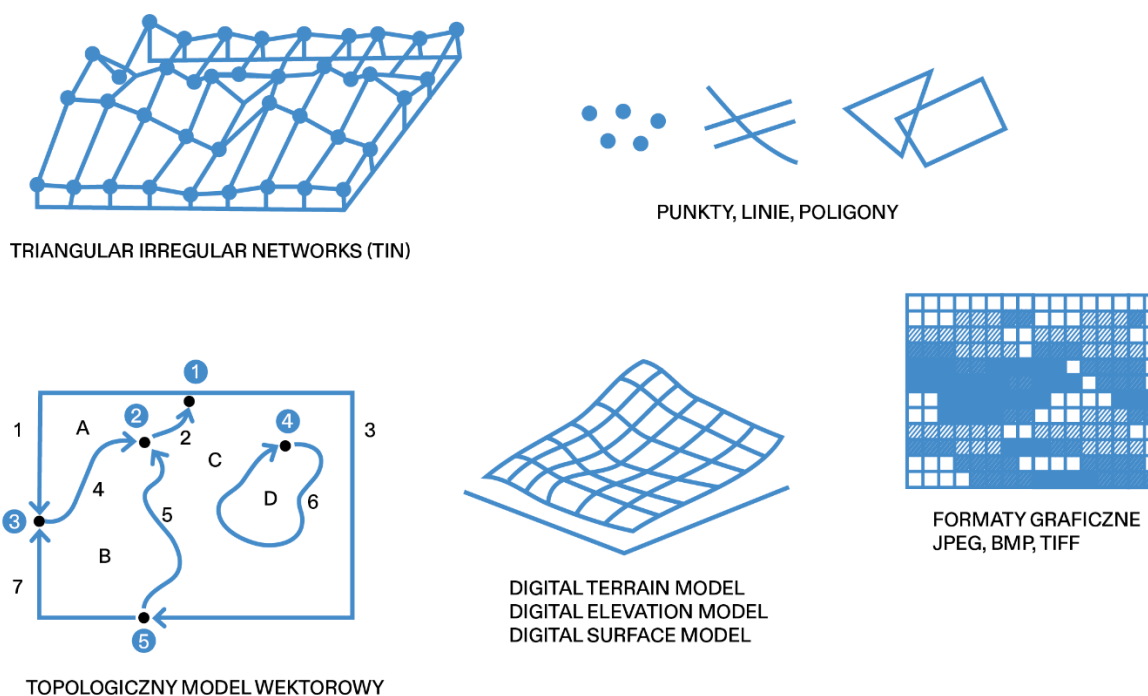 TRIANGULAR IRREGULAR NETWORKS (TIN)
PUNKTY, LINIE, POLIGONY
1
2
4
1
A
2
3
C
4
D
6
3
5
B
7
5
TOPOLOGICZNY MODEL WEKTOROWY
DIGITAL TERRAIN MODEL
DIGITAL ELEVATION MODEL
DIGITAL SURFACE MODEL
FORMATY GRAFICZNE
JPEG, BMP, TIFF